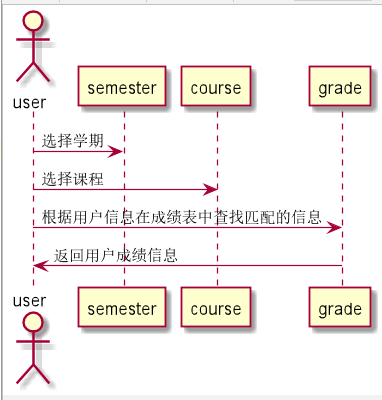 user
semester
course
grade
选择学期
选择课程
根据用户信息在成绩表中查找匹配的信息
返回用户成绩信息
user
semester
course
grade